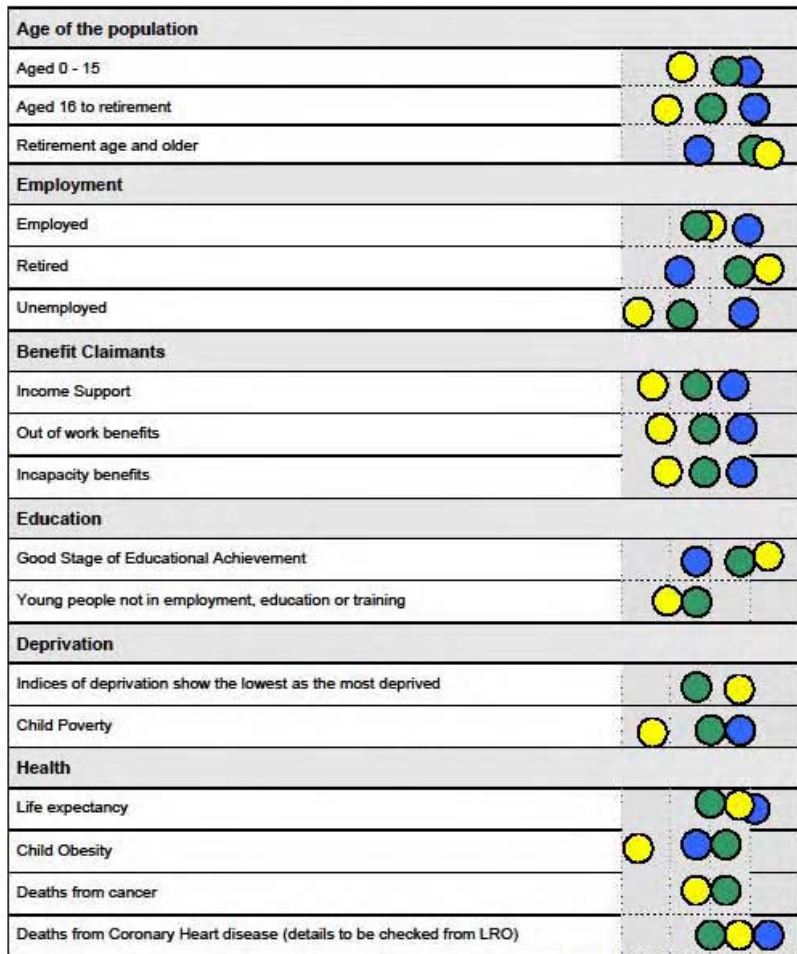 Age of the population
Aged 0 - 15
Aged 16 to retirement
Retirement age and older
Employment
Employed
Retired
Unemployed
Benefit Claimants
Income Support
Out of work benefits
Incapacity benefits
Education
Good Stage of Educational Achievement
Young people not in employment, education or training
Deprivation
Indices of deprivation show the lowest as the most deprived
Child Poverty
Health
Life expectancy
Child Obesity
Deaths from cancer
Deaths from Coronary Heart disease (details to be checked from LRO)